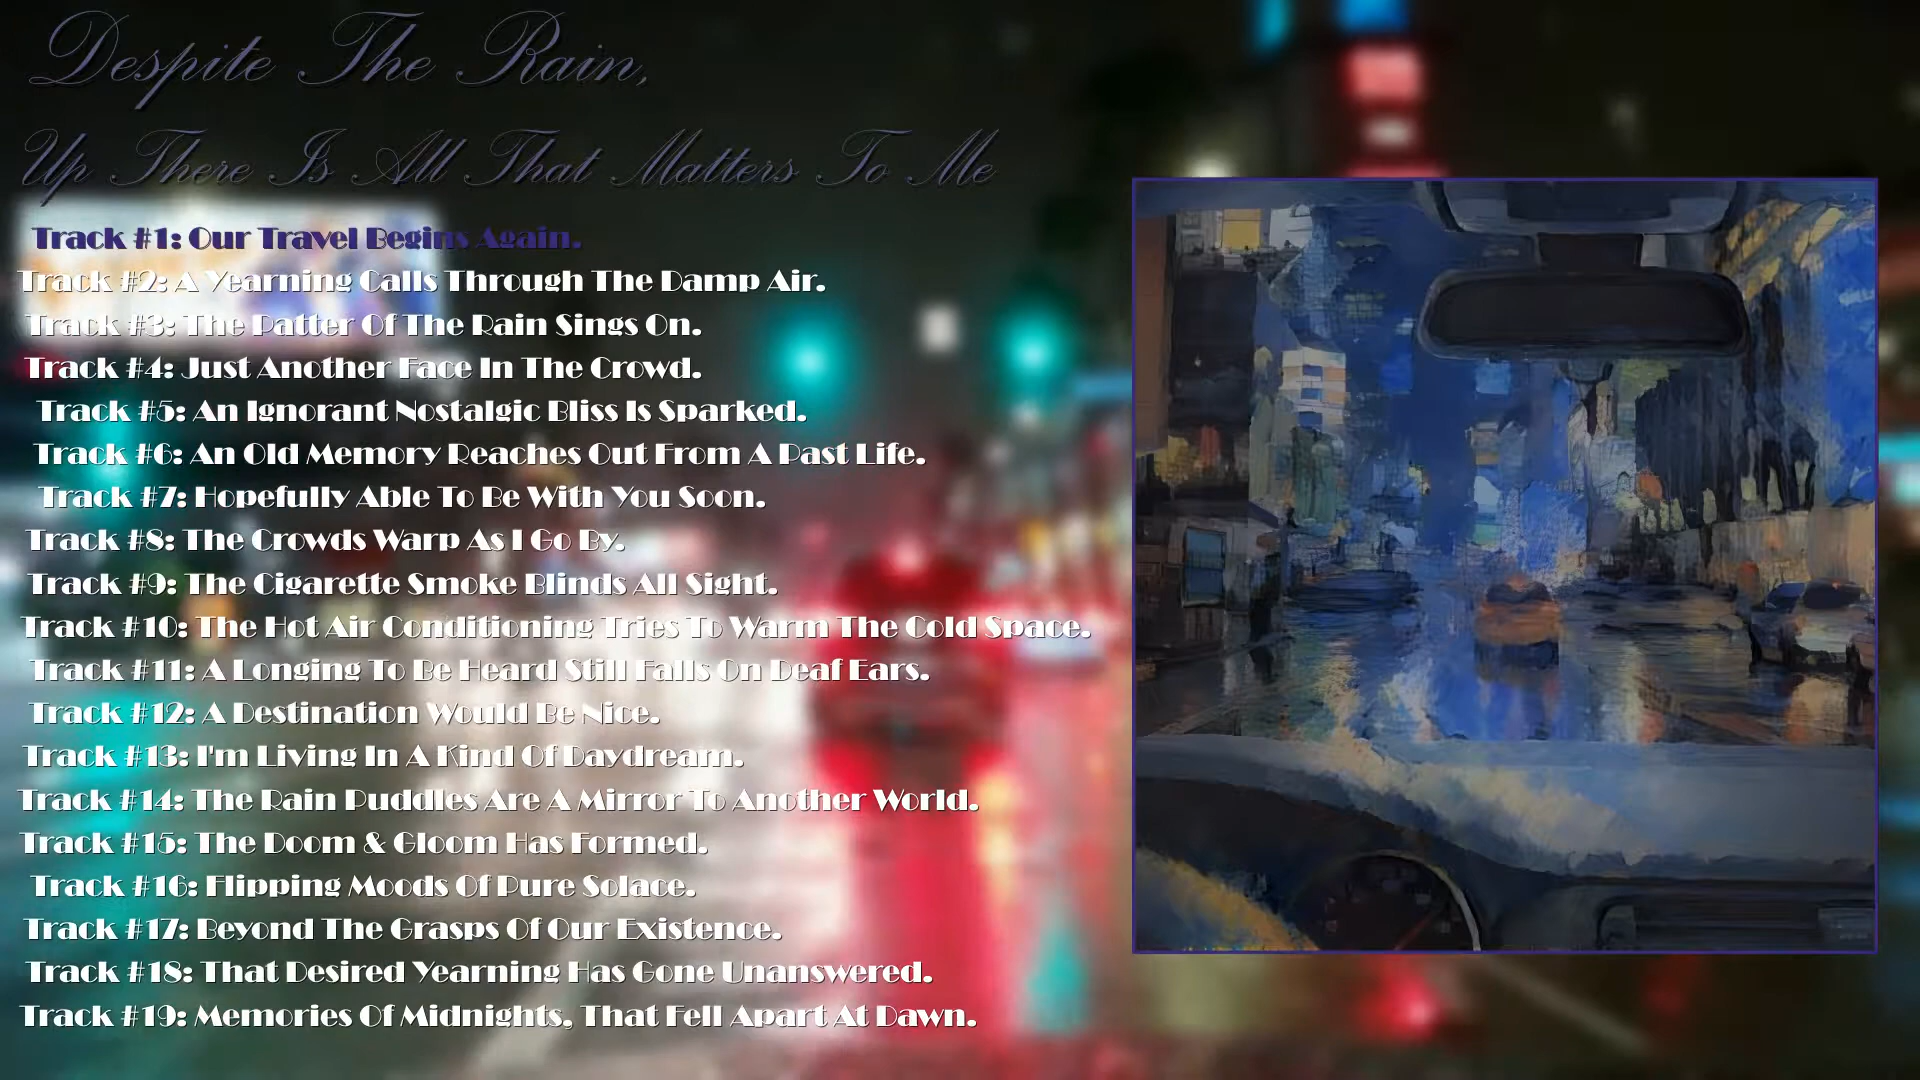 Despite The Rain,
Up There Is All That Matters To Me
Track #1: Our Travel Begins Again.
Track #2: A Yearning Calls Through The Damp Air.
Track #3: The Patter Of The Rain Sings On.
Track #4: Just Another Face In The Crowd.
Track #5: An Ignorant Nostalgic Bliss Is Sparked.
Track #6: An Old Memory Reaches Out From A Past Life.
Track #7: Hopefully Able To Be With You Soon.
Track #8: The Crowds Warp As I Go By.
Track #9: The Cigarette Smoke Blinds All Sight.
Track #10: The Hot Air Conditioning Tries To Warm The Cold Space.
Track #11: A Longing To Be Heard Still Falls On Deaf Ears.
Track #12: A Destination Would Be Nice.
Track #13: I'm Living In A Kind Of Daydream.
Track #14: The Rain Puddles Are A Mirror To Another World.
Track #15: The Doom & Gloom Has Formed.
Track #16: Flipping Moods Of Pure Solace.
Track #17: Beyond The Grasps Of Our Existence.
Track #18: That Desired Yearning Has Gone Unanswered.
Track #19: Memories Of Midnights, That Fell Apart At Dawn.